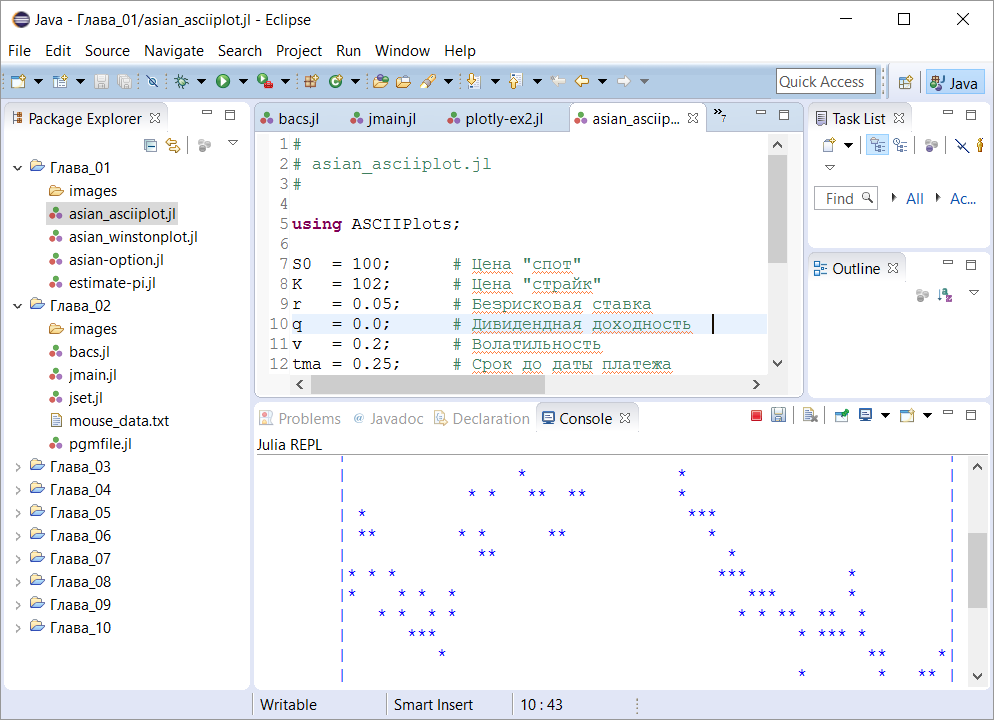 Java - Глава_01/asian_asciiplot.jl - Eclipse
File Edit Source Navigate Search Project Run Window Help
Quick Access Java
Package Explorer
Глава_01
images
asian_asciiplot.jl
asian_winstonplot.jl
asian-option.jl
estimate-pi.jl
Глава_02
images
bacs.jl
jmain.jl
jset.jl
mouse_data.txt
pgmfile.jl
Глава_03
Глава_04
Глава_05
Глава_06
Глава_07
Глава_08
Глава_09
Глава_10
bacs.jl jmain.jl plotly-ex2.jl asian_asciip... »7
1 #
2 # asian_asciiplot.jl
3 #
4
5 using ASCIIPlots;
6
7 S0 = 100; # Цена "спот"
8 K = 102; # Цена "страйк"
9 r = 0.05; # Безрисковая ставка
10 q = 0.0; # Дивидендная доходность
11 v = 0.2; # Волатильность
12 tma = 0.25; # Срок до даты платежа
Task List
Find All Ac...
Outline
Problems @ Javadoc Declaration Console
Julia REPL
| * * |
| * * ** ** * |
| * *** |
| ** * * ** * |
| ** * |
| * * * *** * |
| * * * * *** * |
| * * * * * * ** ** * |
| *** * *** * |
| * ** * |
| * * ** |
Writable Smart Insert 10 : 43